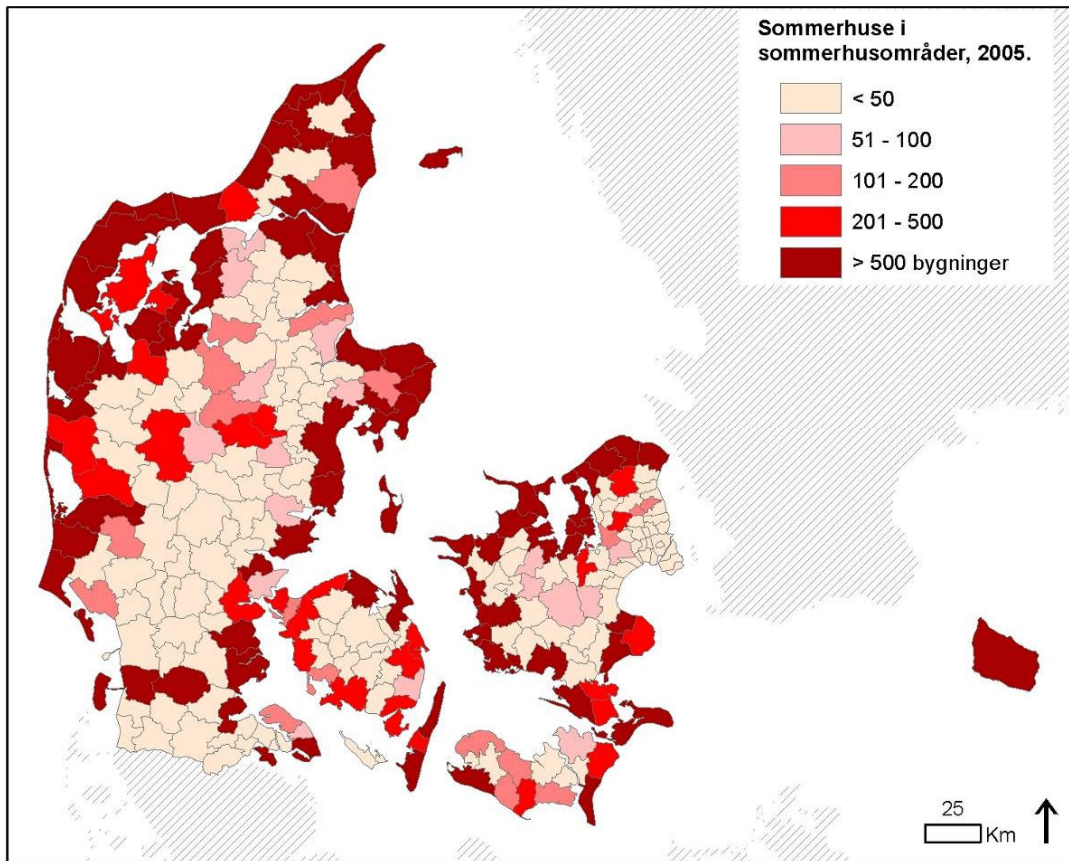 Sommerhuse i
sommerhusområder, 2005.
< 50
51 - 100
101 - 200
201 - 500
> 500 bygninger
25
Km